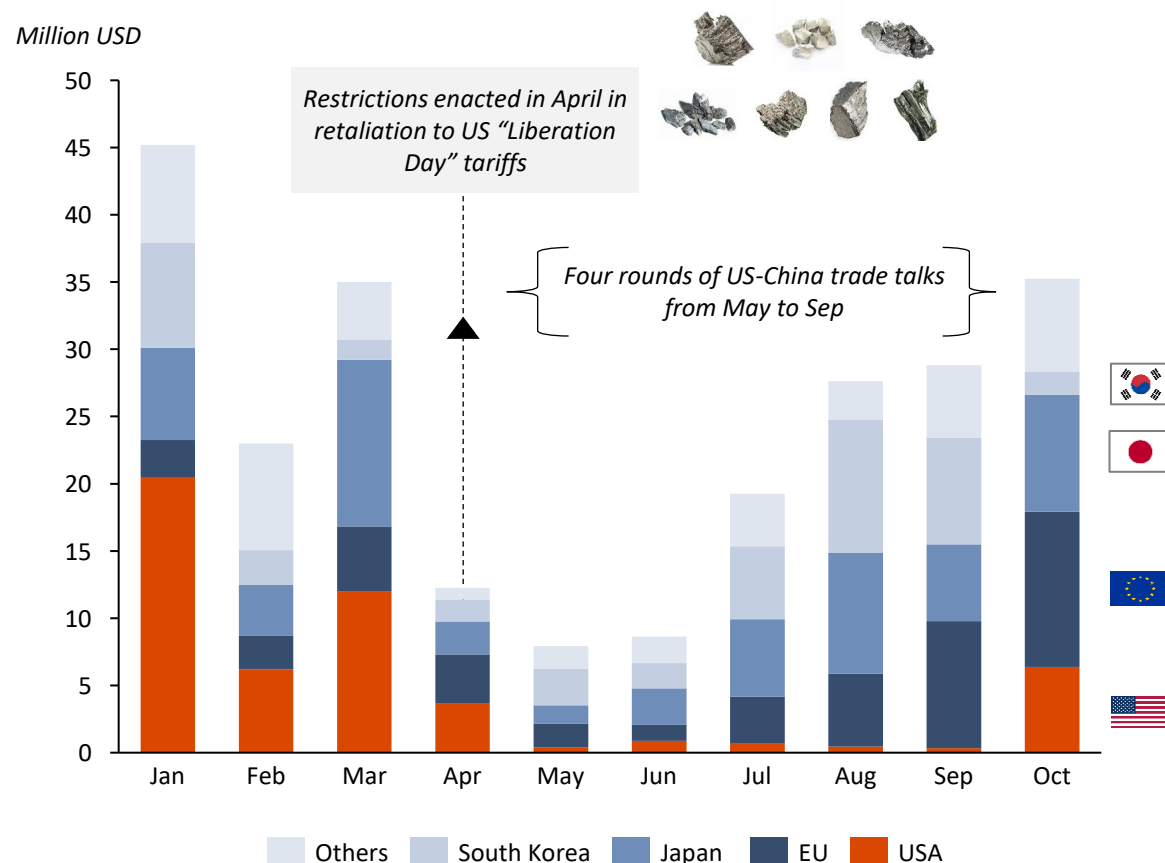 Million USD
50
45
40
35
30
25
20
15
10
5
0
Restrictions enacted in April in
retaliation to US “Liberation
Day” tariffs
Four rounds of US-China trade talks
from May to Sep
Jan Feb Mar Apr May Jun Jul Aug Sep Oct
Others South Korea Japan EU USA